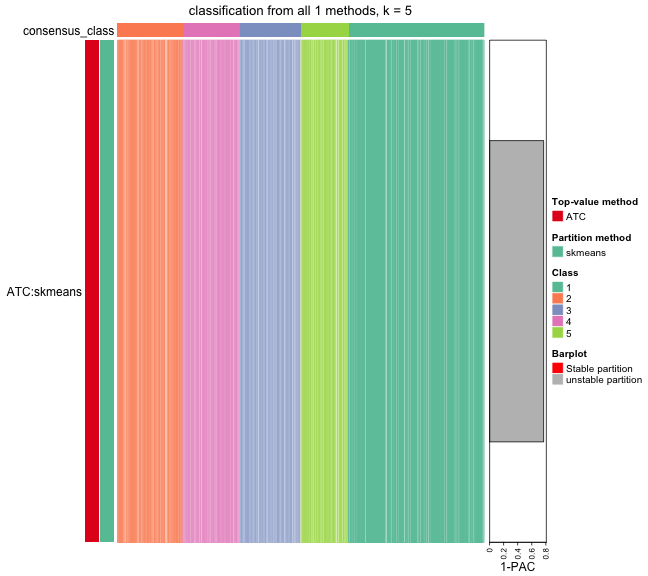 classification from all 1 methods, k = 5
consensus_class
ATC:skmeans
Top-value method
ATC
Partition method
skmeans
Class
1
2
3
4
5
Barplot
Stable partition
unstable partition
0
0.2
0.4
0.6
0.8
1-PAC